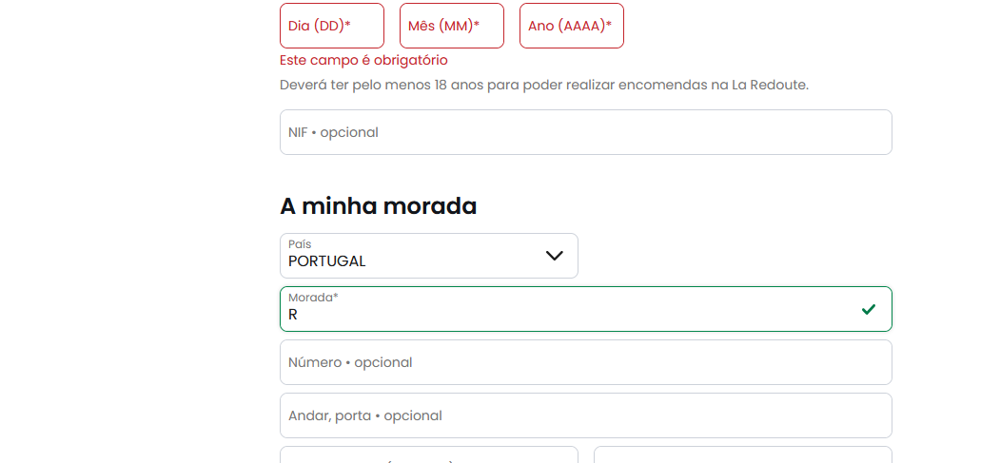 Dia (DD)* Mês (MM)* Ano (AAAA)*
Este campo é obrigatório
Deverá ter pelo menos 18 anos para poder realizar encomendas na La Redoute.
NIF • opcional
A minha morada
País
PORTUGAL
Morada*
R
Número • opcional
Andar, porta • opcional